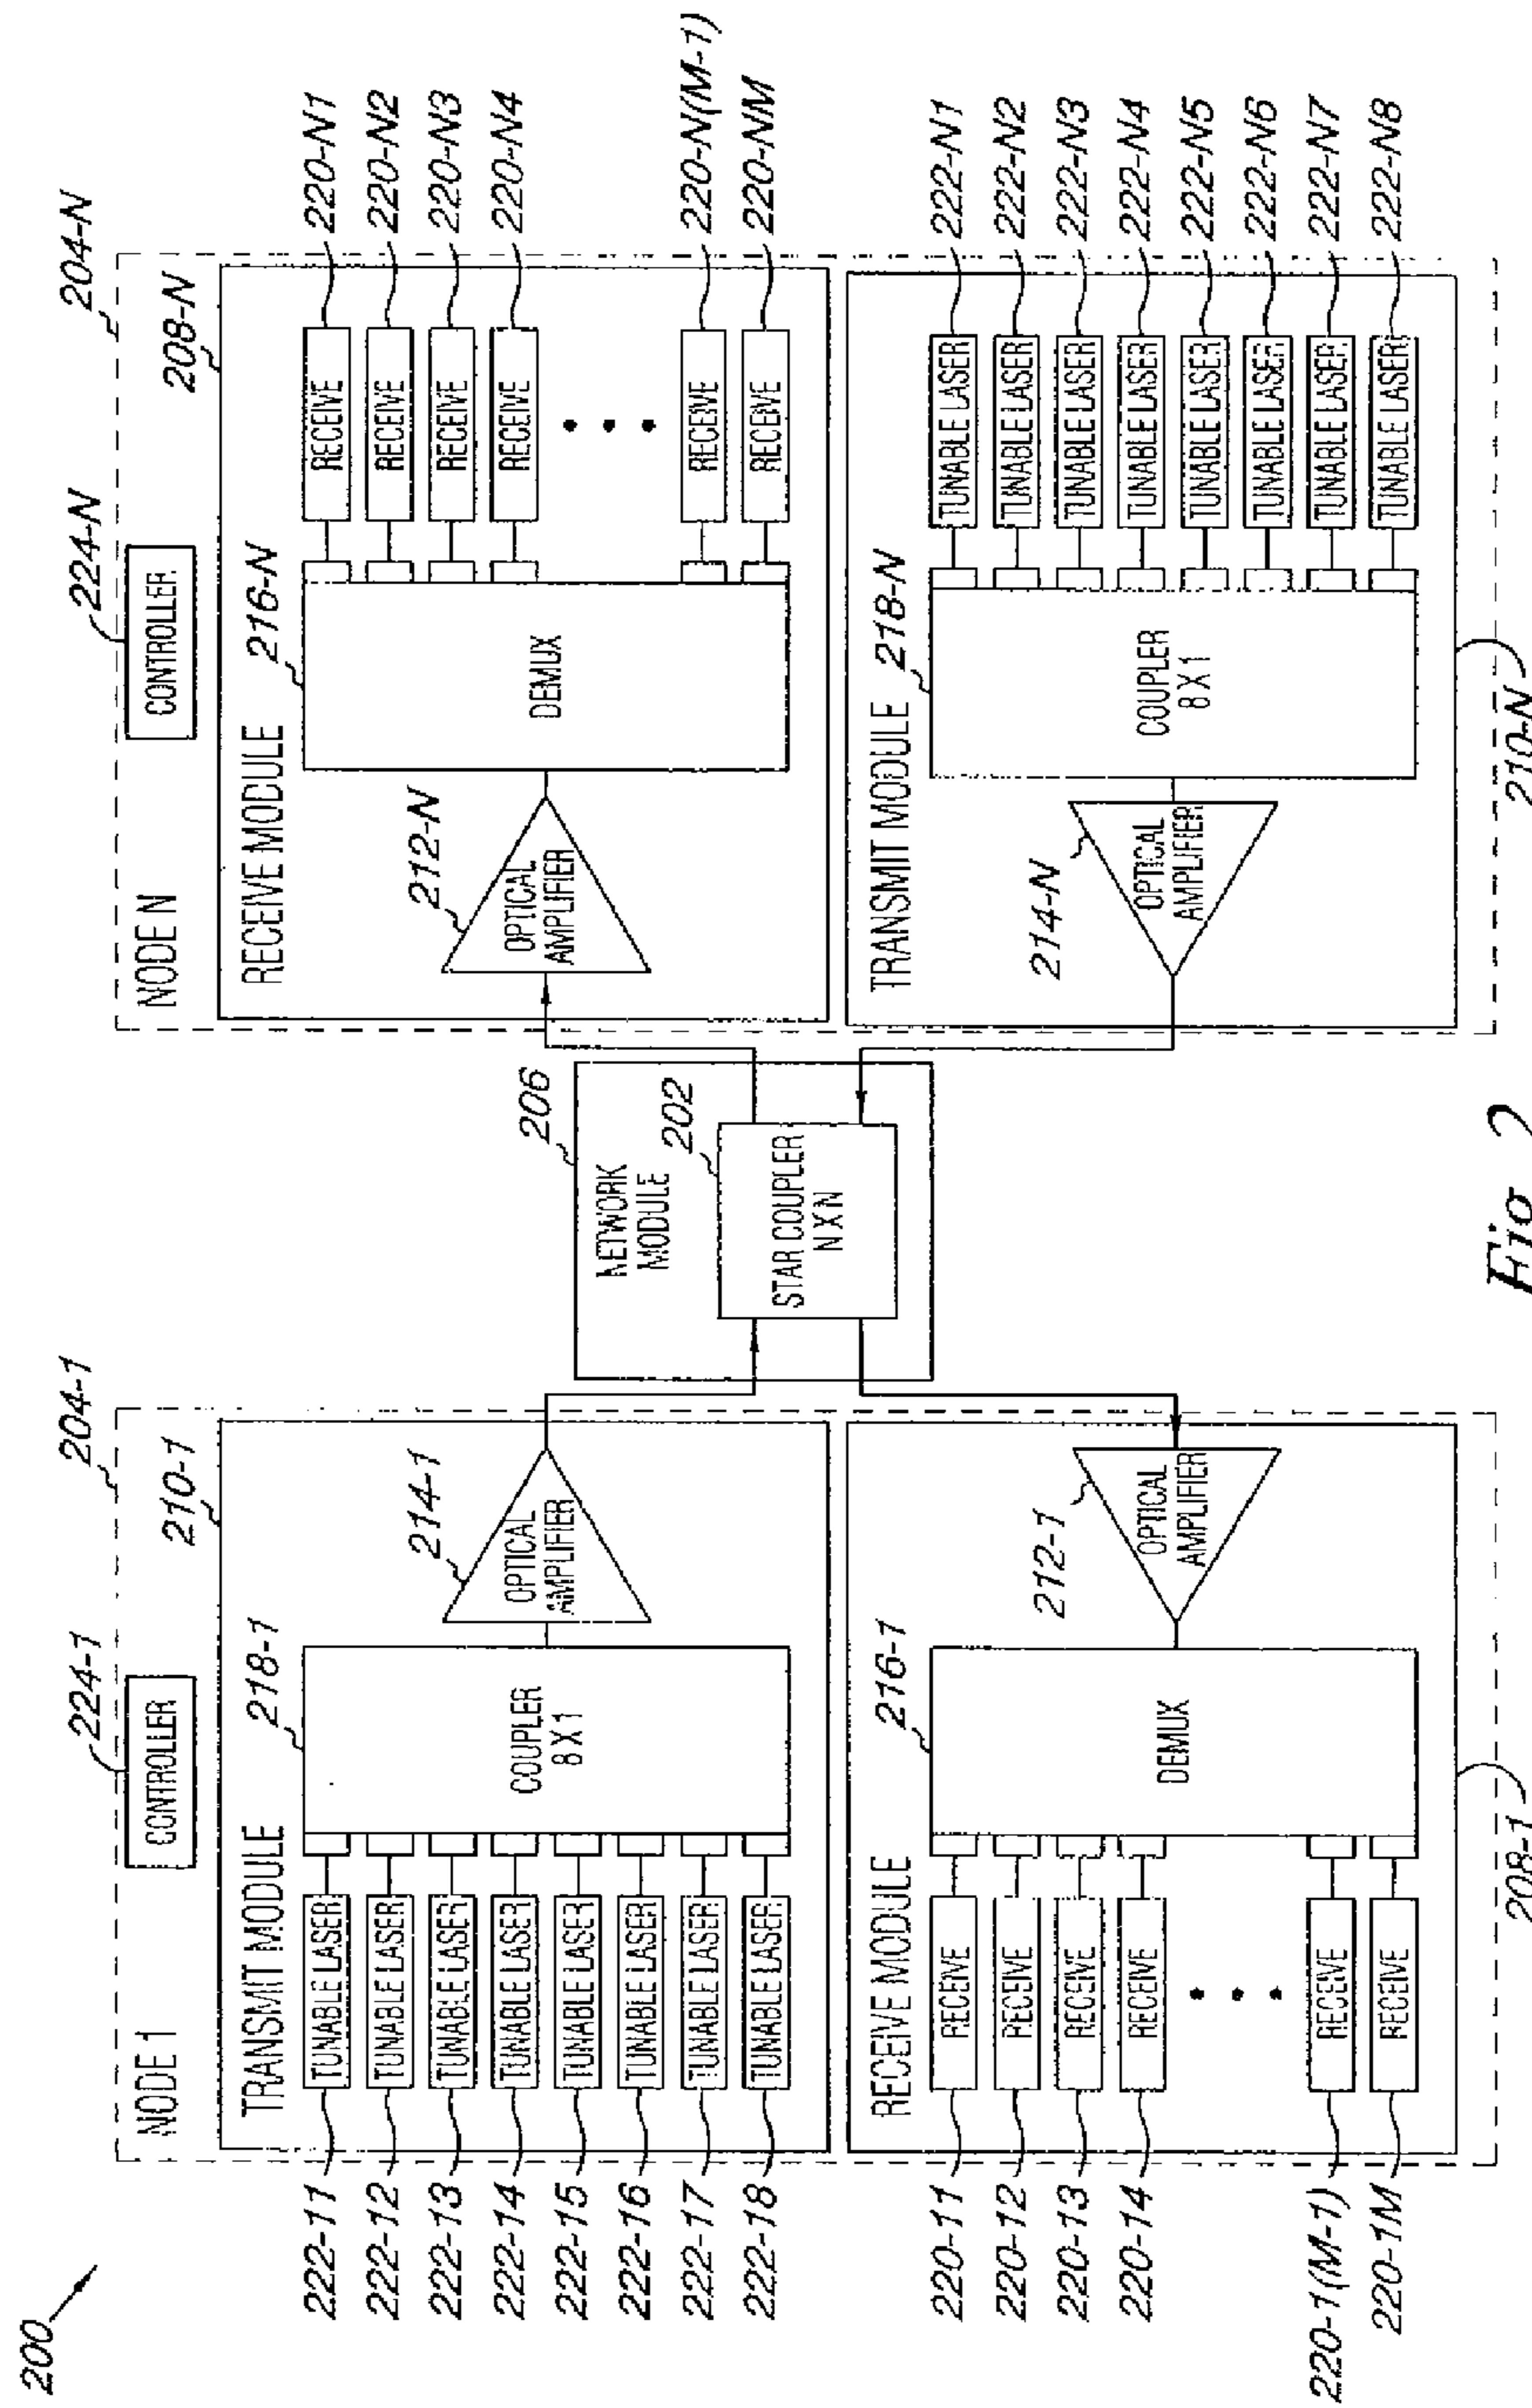 200
204-1
224-1
NODE 1
CONTROLLER
210-1
TRANSMIT MODULE
218-1
214-1
222-11
TUNABLE LASER
222-12
TUNABLE LASER
222-13
TUNABLE LASER
222-14
TUNABLE LASER
222-15
TUNABLE LASER
222-16
TUNABLE LASER
222-17
TUNABLE LASER
222-18
TUNABLE LASER
COUPLER
8 X 1
OPTICAL
AMPLIFIER
RECEIVE MODULE
216-1
212-1
220-11
RECEIVE
220-12
RECEIVE
220-13
RECEIVE
220-14
RECEIVE
220-1(M-1)
RECEIVE
220-1M
RECEIVE
DEMUX
OPTICAL
AMPLIFIER
208-1
206
NETWORK
MODULE
202
STAR COUPLER
N X N
204-N
224-N
NODE N
CONTROLLER
208-N
RECEIVE MODULE
216-N
212-N
OPTICAL
AMPLIFIER
DEMUX
RECEIVE
220-N1
RECEIVE
220-N2
RECEIVE
220-N3
RECEIVE
220-N4
RECEIVE
220-N(M-1)
RECEIVE
220-NM
TRANSMIT MODULE
218-N
214-N
OPTICAL
AMPLIFIER
COUPLER
8 X 1
TUNABLE LASER
222-N1
TUNABLE LASER
222-N2
TUNABLE LASER
222-N3
TUNABLE LASER
222-N4
TUNABLE LASER
222-N5
TUNABLE LASER
222-N6
TUNABLE LASER
222-N7
TUNABLE LASER
222-N8
210-N
Fig. 2